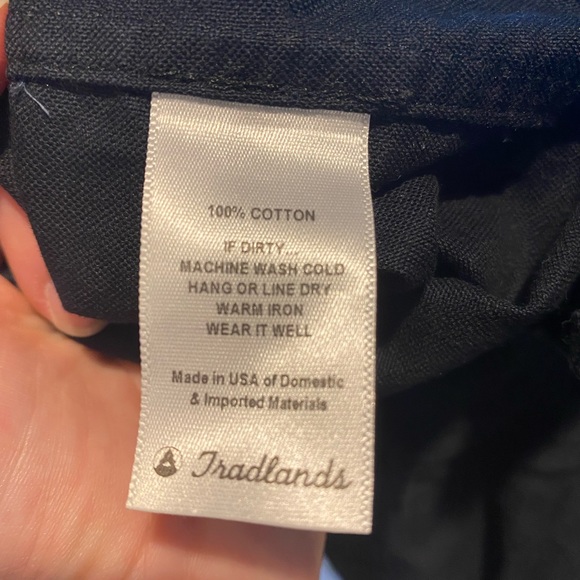 100% COTTON
IF DIRTY...
MACHINE WASH COLD
HANG OR LINE DRY
WARM IRON
WEAR IT WELL
Made in USA of Domestic
& Imported Materials
Tradlands